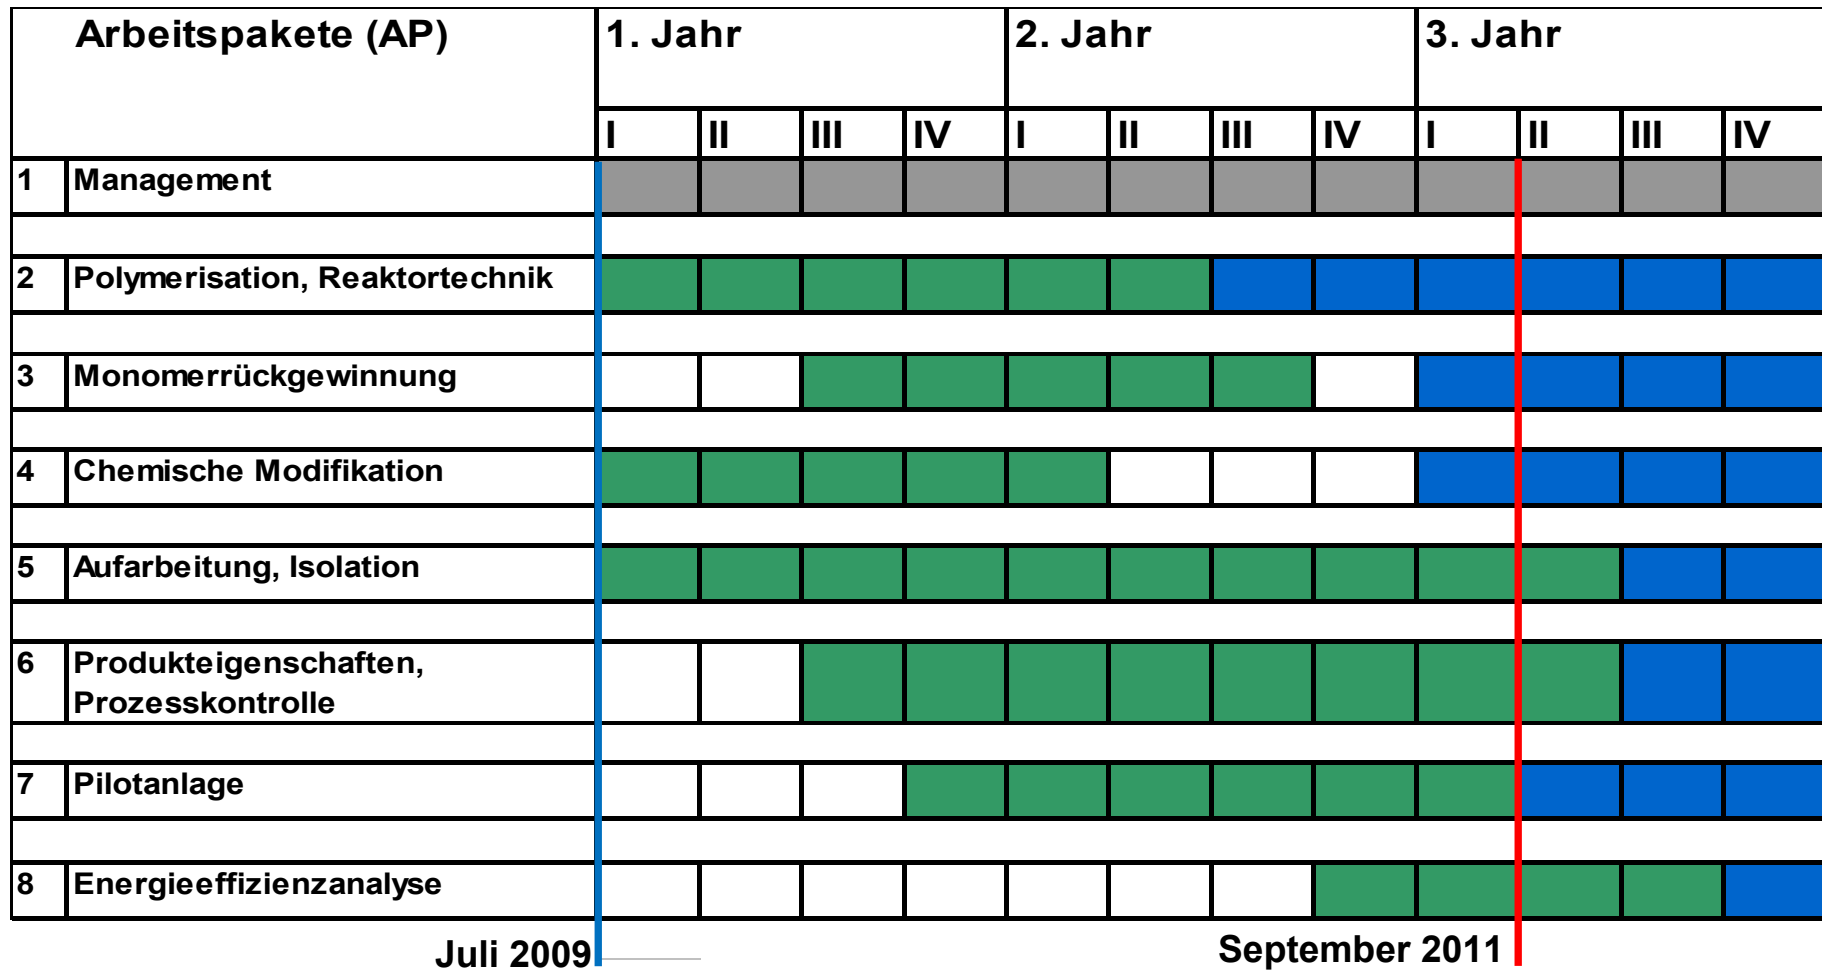 Arbeitspakete (AP) 1. Jahr 2. Jahr 3. Jahr
I II III IV I II III IV I II III IV
1 Management
2 Polymerisation, Reaktortechnik
3 Monomerrückgewinnung
4 Chemische Modifikation
5 Aufarbeitung, Isolation
6 Produkteigenschaften,
Prozesskontrolle
7 Pilotanlage
8 Energieeffizienzanalyse
Juli 2009 September 2011